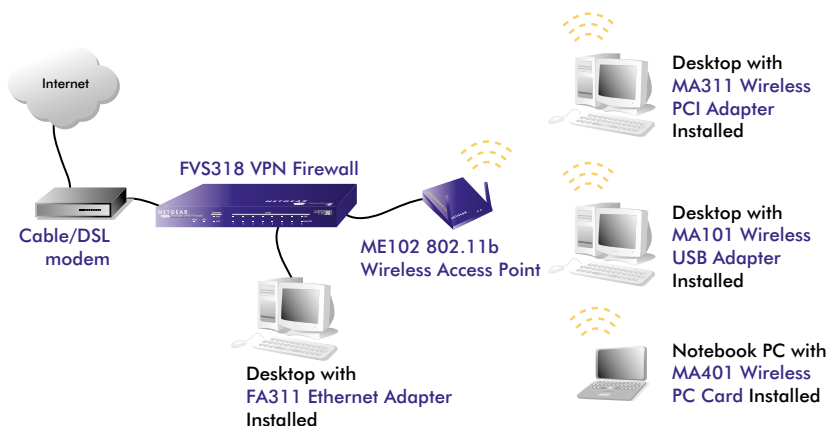 Internet
FVS318 VPN Firewall
NETGEAR
NETGEAR
Cable/DSL
modem
ME102 802.11b
Wireless Access Point
Desktop with
FA311 Ethernet Adapter
Installed
Desktop with
MA311 Wireless
PCI Adapter
Installed
Desktop with
MA101 Wireless
USB Adapter
Installed
Notebook PC with
MA401 Wireless
PC Card Installed